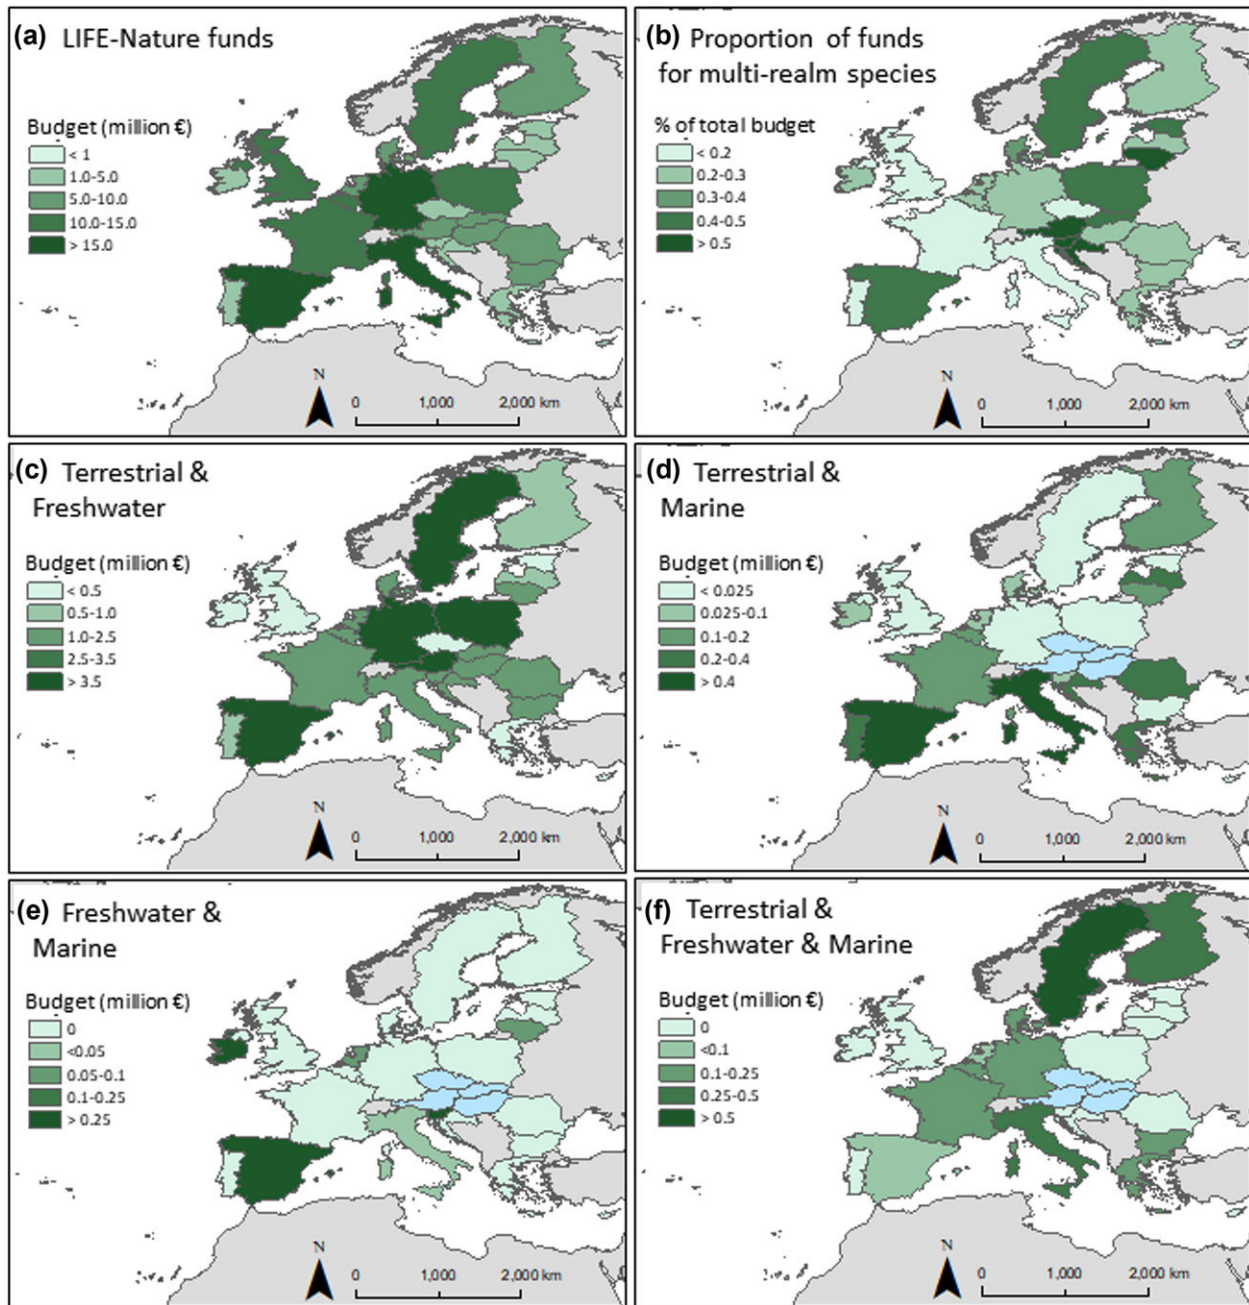 (a) LIFE-Nature funds
Budget (million €)
< 1
1.0-5.0
5.0-10.0
10.0-15.0
> 15.0
N
0 1,000 2,000 km
(b) Proportion of funds
for multi-realm species
% of total budget
< 0.2
0.2-0.3
0.3-0.4
0.4-0.5
> 0.5
N
0 1,000 2,000 km
(c) Terrestrial &
Freshwater
Budget (million €)
< 0.5
0.5-1.0
1.0-2.5
2.5-3.5
> 3.5
N
0 1,000 2,000 km
(d) Terrestrial &
Marine
Budget (million €)
< 0.025
0.025-0.1
0.1-0.2
0.2-0.4
> 0.4
N
0 1,000 2,000 km
(e) Freshwater &
Marine
Budget (million €)
0
<0.05
0.05-0.1
0.1-0.25
> 0.25
N
0 1,000 2,000 km
(f) Terrestrial &
Freshwater & Marine
Budget (million €)
0
<0.1
0.1-0.25
0.25-0.5
> 0.5
N
0 1,000 2,000 km